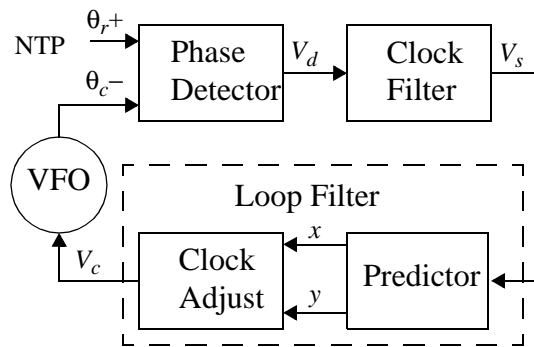 NTP
θr+
θc−
Phase
Detector
Vd
Clock
Filter
Vs
VFO
Loop Filter
Vc
Clock
Adjust
x
y
Predictor